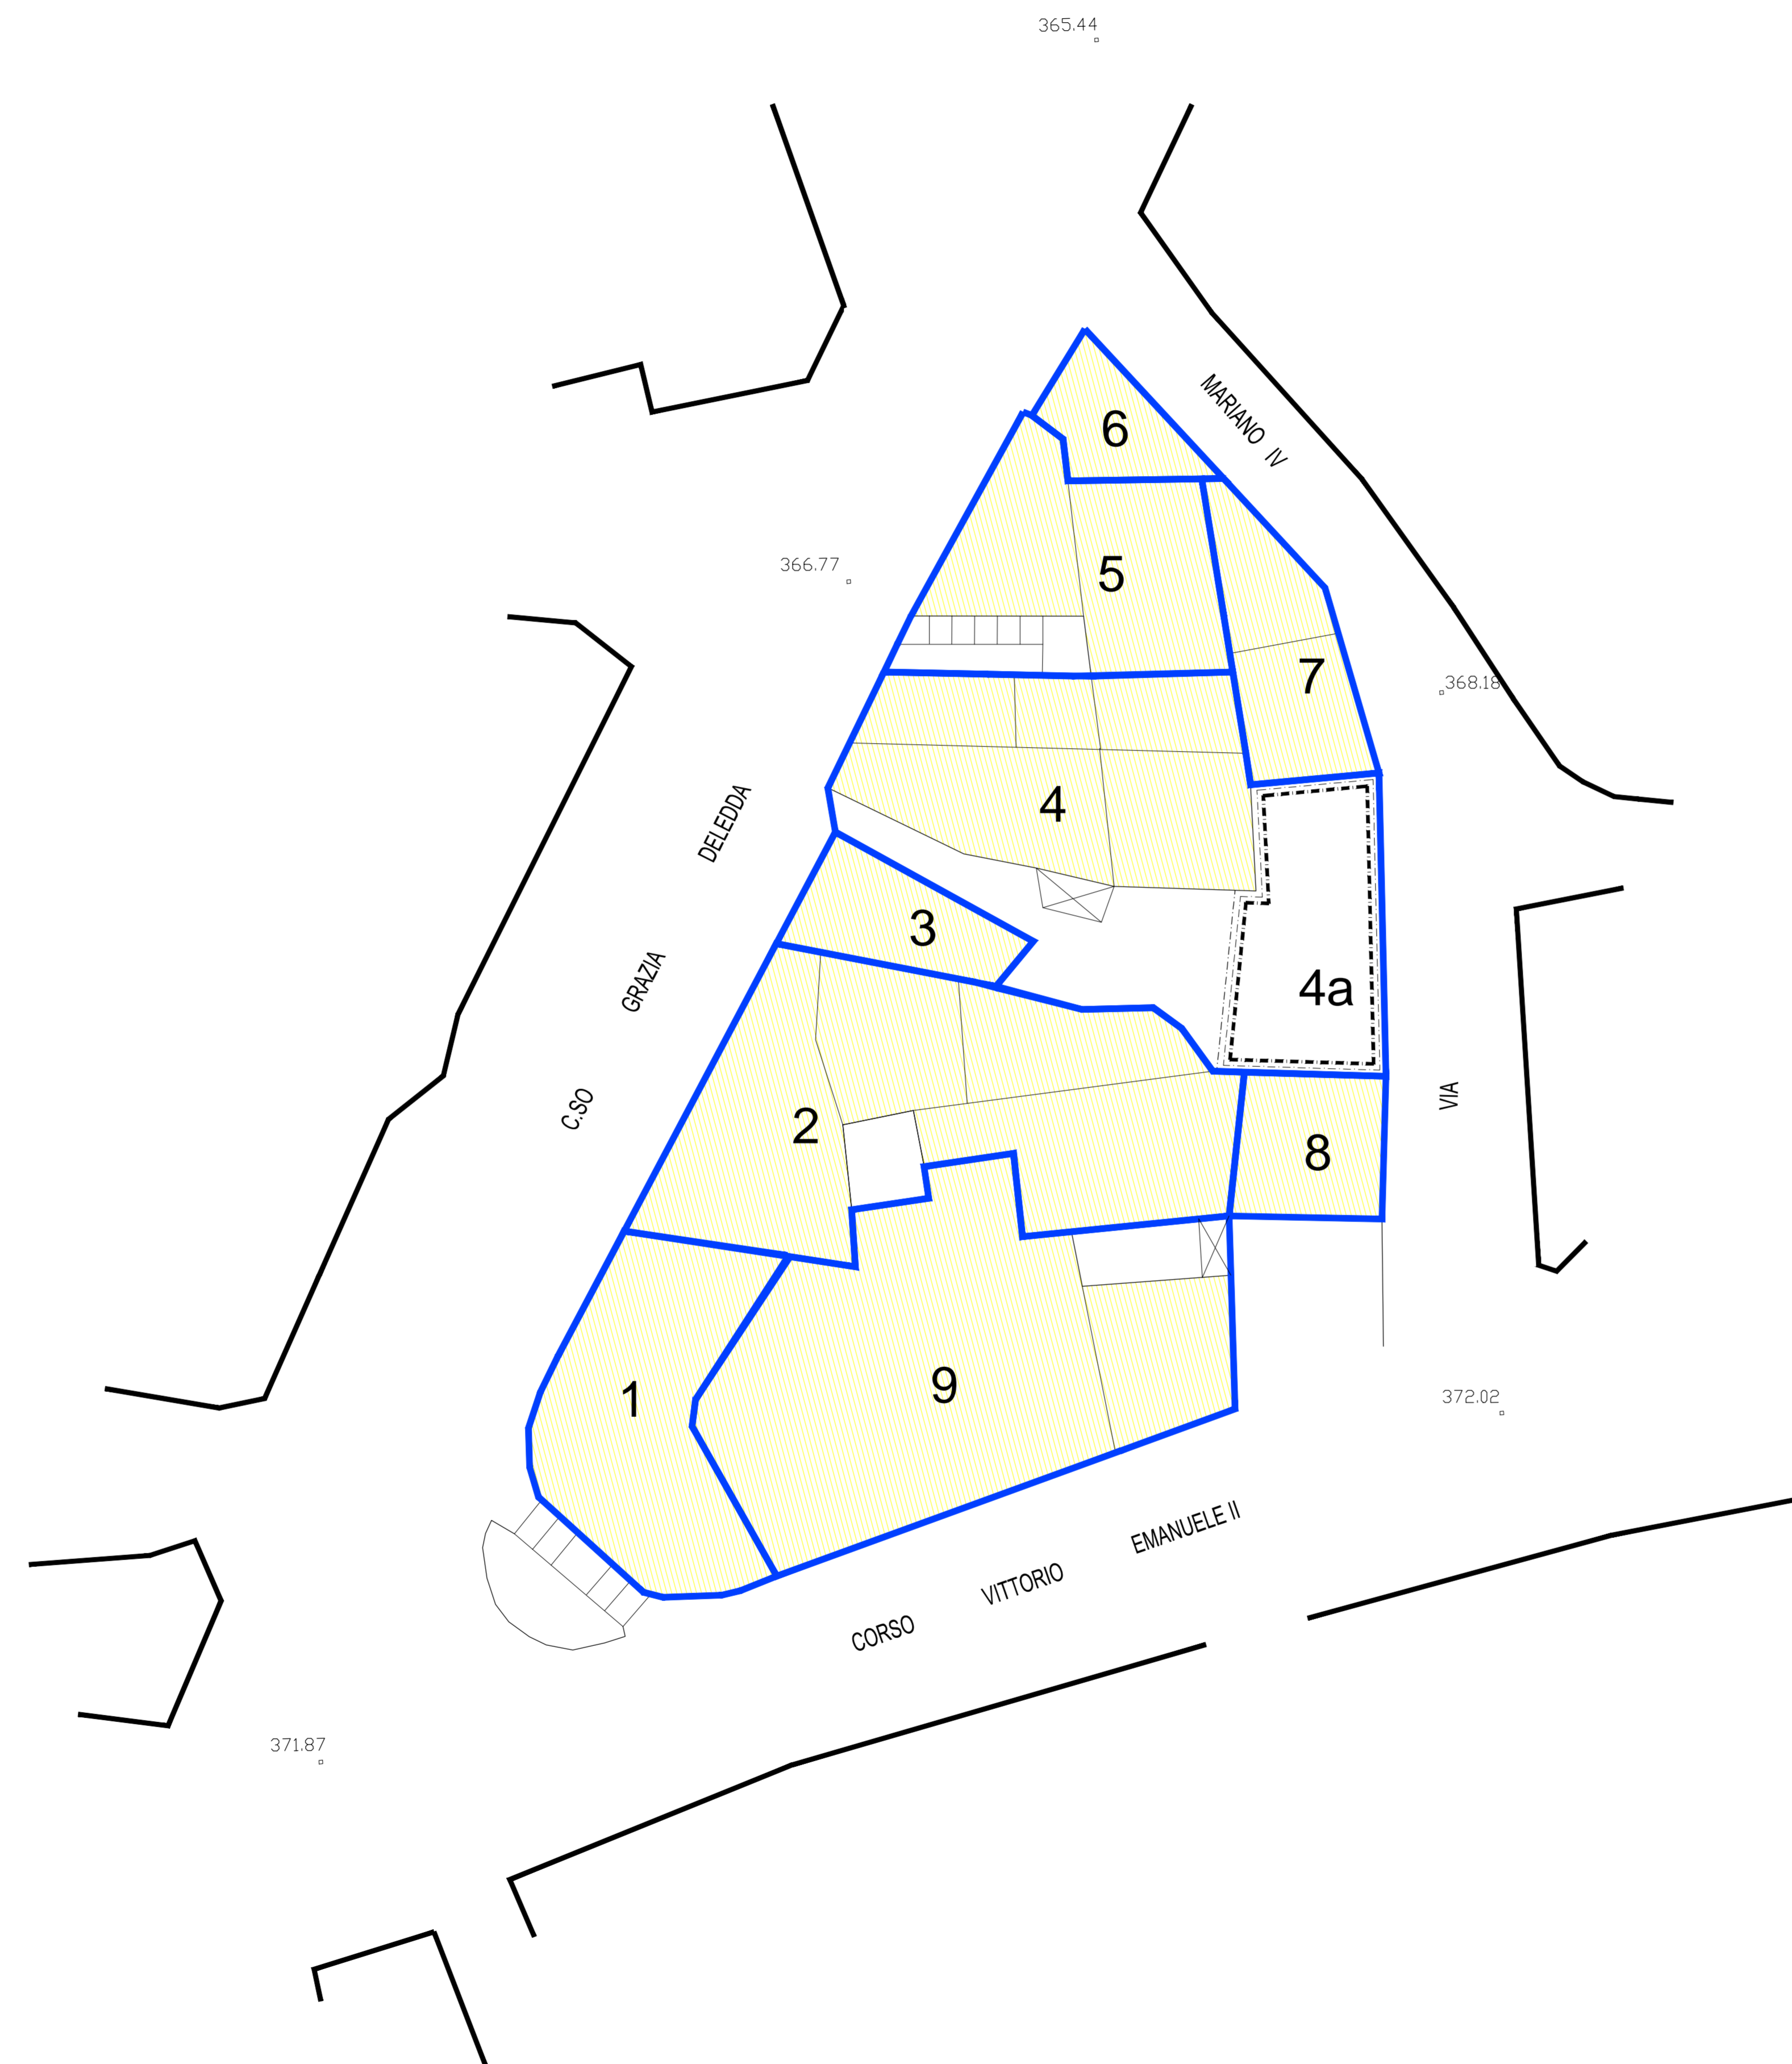 365.44
MARIANO IV
6
366.77
5
7
368.18
4
DELEDDA
3
GRAZIA
4a
C.SO
VIA
2
8
1
9
372.02
EMANUELE II
VITTORIO
CORSO
371.87